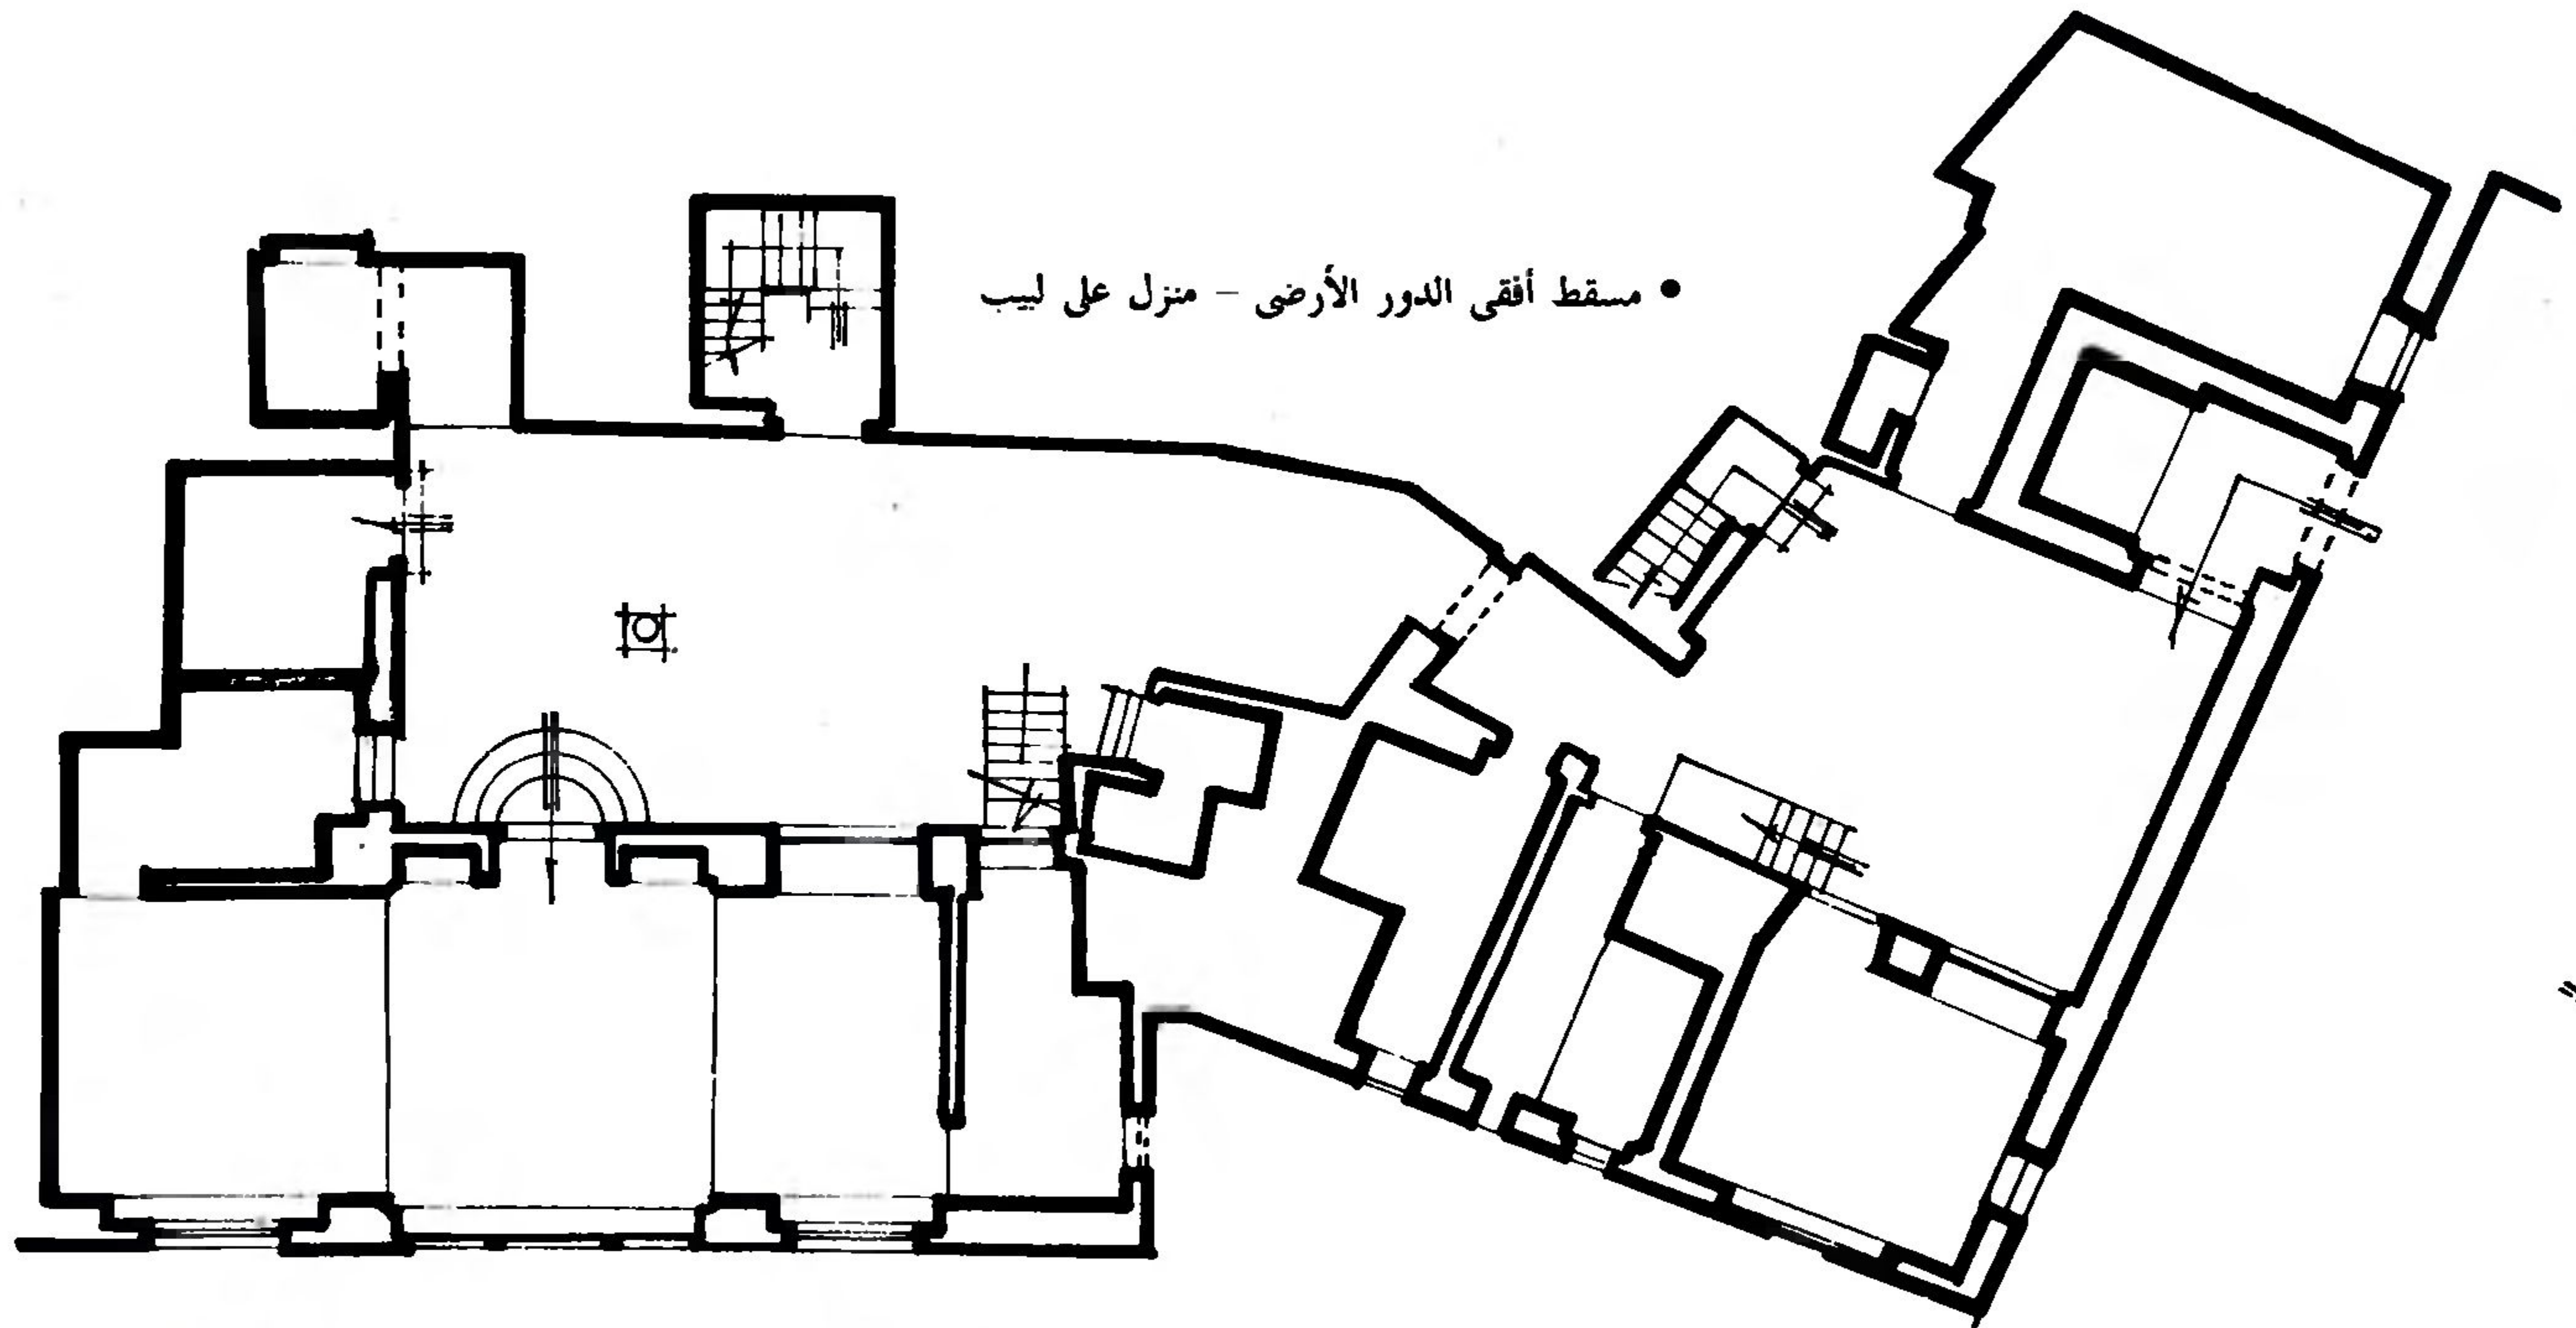 • مسقط أفقى الدور الأرضى – منزل على لبيب